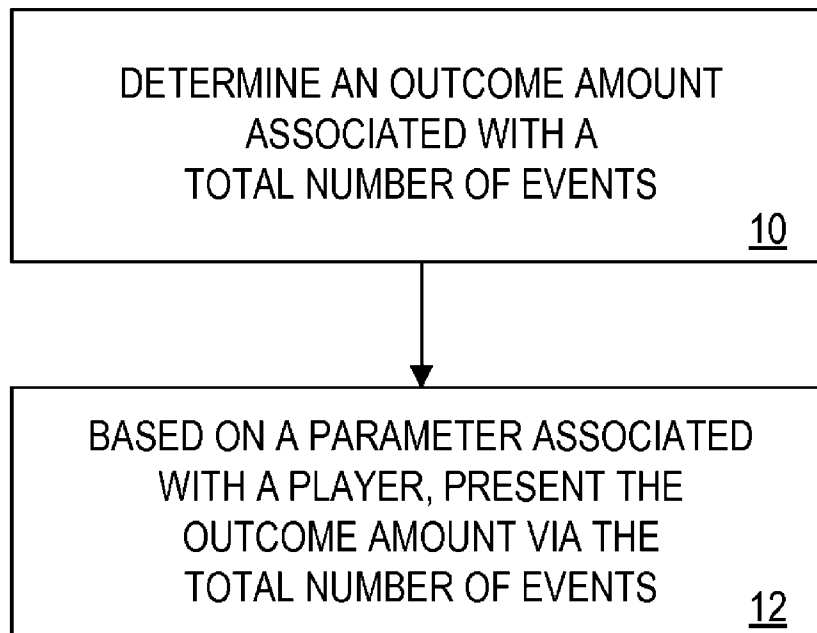 DETERMINE AN OUTCOME AMOUNT
ASSOCIATED WITH A
TOTAL NUMBER OF EVENTS
10
BASED ON A PARAMETER ASSOCIATED
WITH A PLAYER, PRESENT THE
OUTCOME AMOUNT VIA THE
TOTAL NUMBER OF EVENTS
12